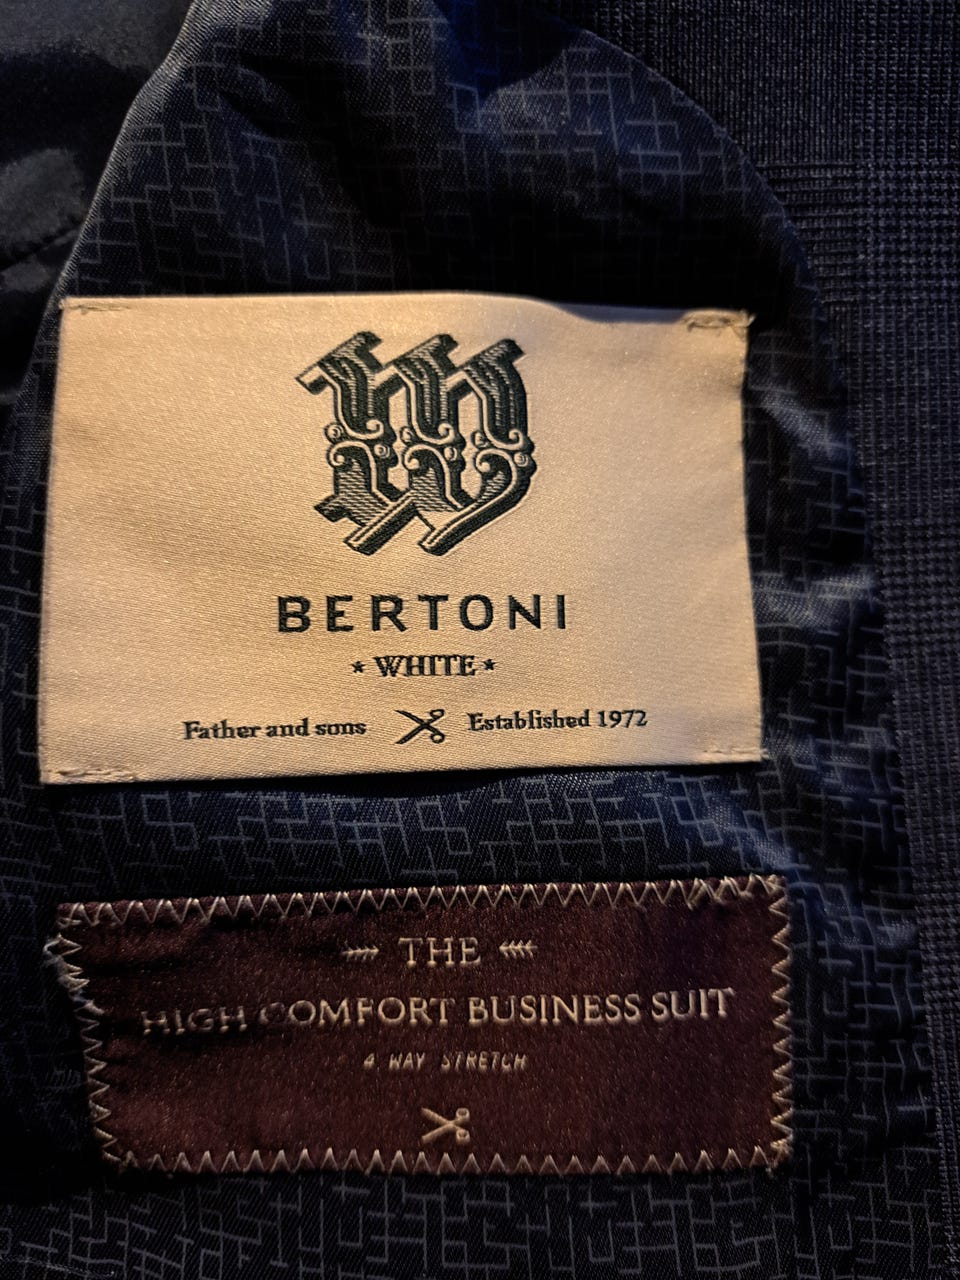 W
BERTONI
* WHITE *
Father and sons Established 1972
THE
HIGH COMFORT BUSINESS SUIT
4 WAY STRETCH